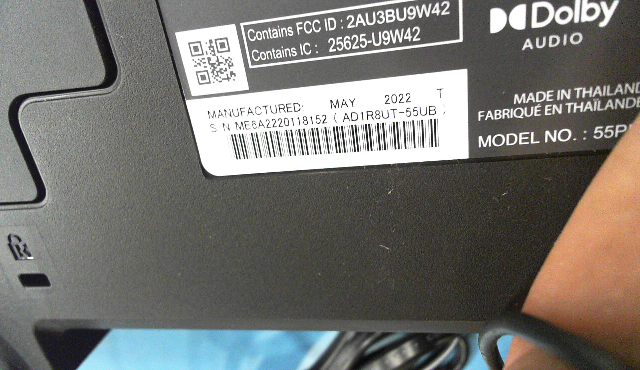 Contains FCC ID : 2AU3BU9W42
Contains IC : 25625-U9W42
Dolby
AUDIO
MANUFACTURED: MAY 2022 T
S N ME6A2220118152 ( AD1R8UT-55UB )
MADE IN THAILAND
FABRIQUÉ EN THAÏLANDE
MODEL NO. : 55P